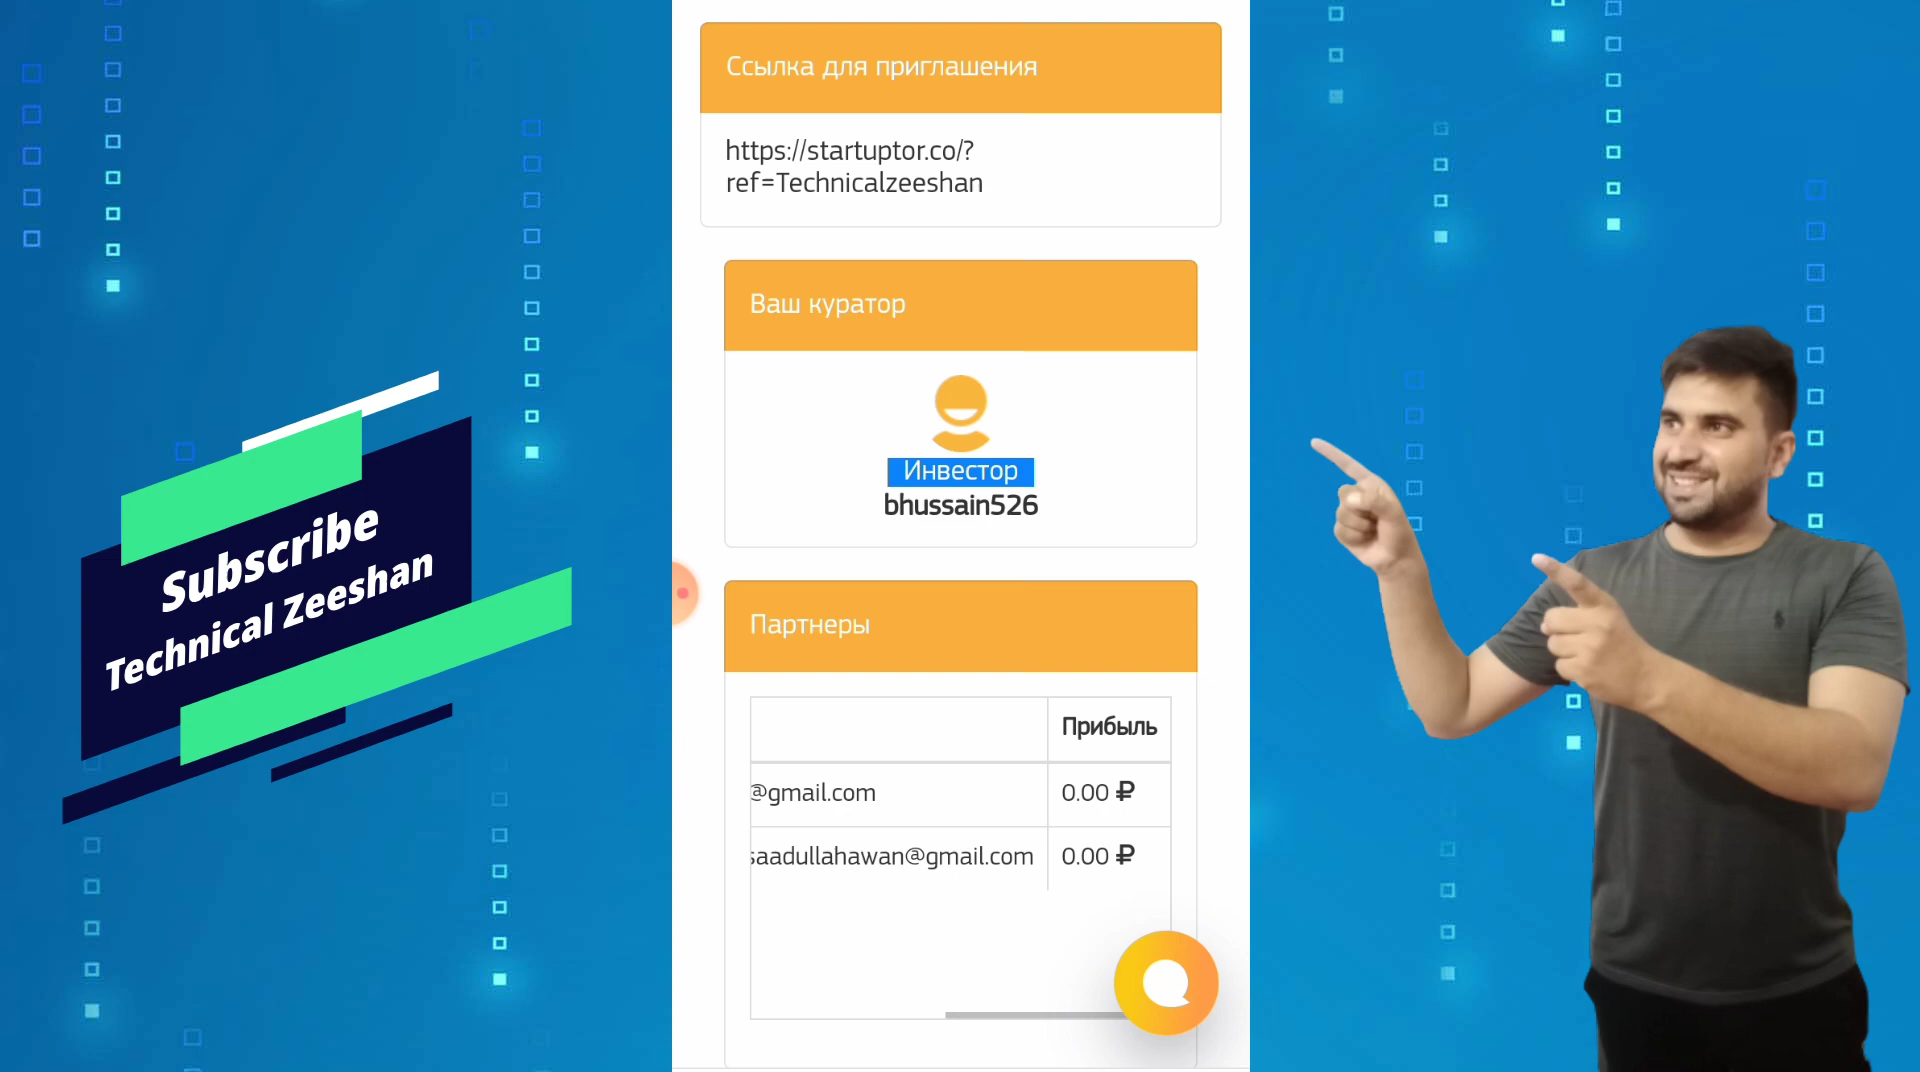 Subscribe
Technical Zeeshan
Ссылка для приглашения
https://startuptor.co/?
ref=Technicalzeeshan
Ваш куратор
Инвестор
bhussain526
Партнеры
Прибыль
@gmail.com 0.00 ₽
saadullahawan@gmail.com 0.00 ₽